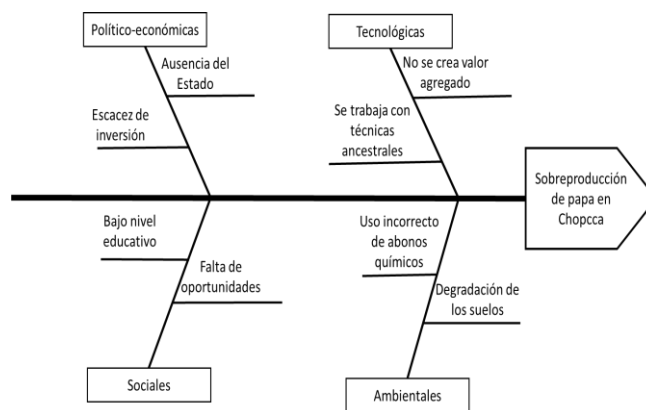 Político-económicas
Ausencia del
Estado
Escacez de
inversión
Tecnológicas
No se crea valor
agregado
Se trabaja con
técnicas
ancestrales
Sobreproducción
de papa en
Chopcca
Bajo nivel
educativo
Falta de
oportunidades
Sociales
Uso incorrecto
de abonos
químicos
Degradación de
los suelos
Ambientales